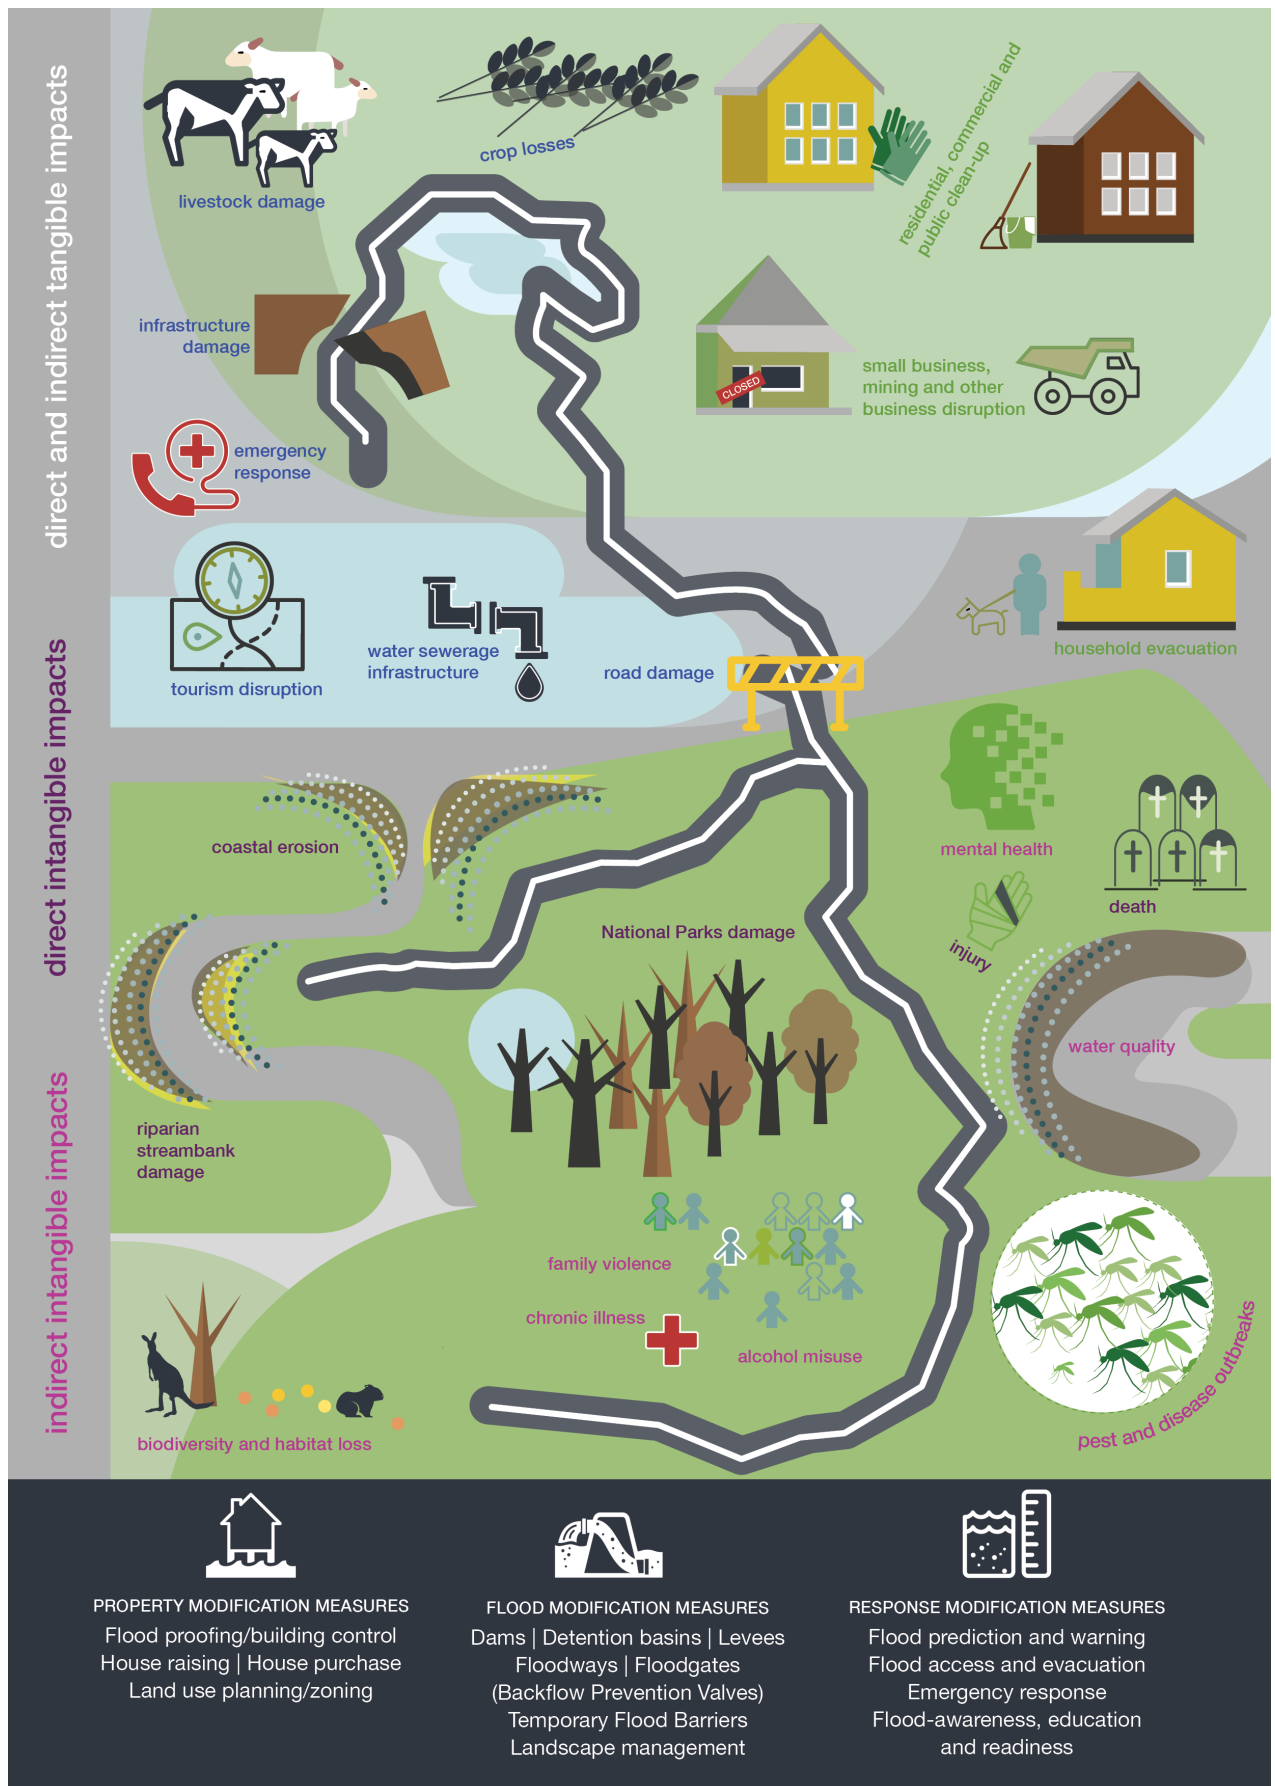 direct and indirect tangible impacts
livestock damage
crop losses
residential, commercial and
public clean-up
infrastructure
damage
small business,
mining and other
business disruption
CLOSED
emergency
response
tourism disruption
water sewerage
infrastructure
road damage
household evacuation
direct intangible impacts
coastal erosion
mental health
death
injury
National Parks damage
riparian
streambank
damage
water quality
indirect intangible impacts
family violence
chronic illness
alcohol misuse
biodiversity and habitat loss
pest and disease outbreaks
PROPERTY MODIFICATION MEASURES
Flood proofing/building control
House raising | House purchase
Land use planning/zoning
FLOOD MODIFICATION MEASURES
Dams | Detention basins | Levees
Floodways | Floodgates
(Backflow Prevention Valves)
Temporary Flood Barriers
Landscape management
RESPONSE MODIFICATION MEASURES
Flood prediction and warning
Flood access and evacuation
Emergency response
Flood-awareness, education
and readiness